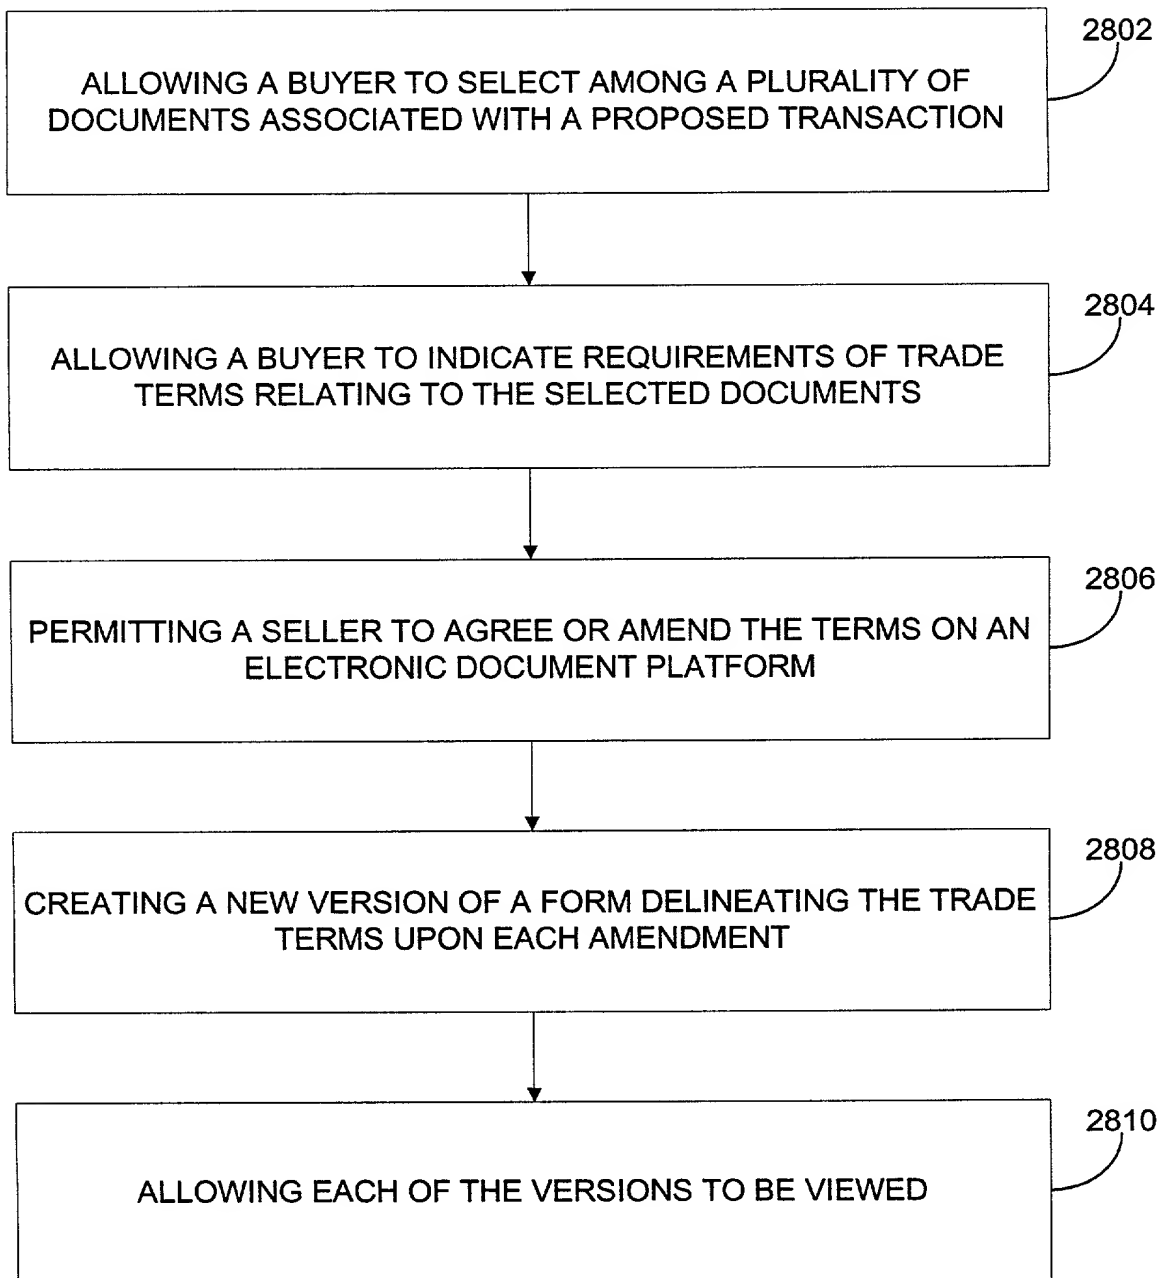 2802
ALLOWING A BUYER TO SELECT AMONG A PLURALITY OF
DOCUMENTS ASSOCIATED WITH A PROPOSED TRANSACTION
2804
ALLOWING A BUYER TO INDICATE REQUIREMENTS OF TRADE
TERMS RELATING TO THE SELECTED DOCUMENTS
2806
PERMITTING A SELLER TO AGREE OR AMEND THE TERMS ON AN
ELECTRONIC DOCUMENT PLATFORM
2808
CREATING A NEW VERSION OF A FORM DELINEATING THE TRADE
TERMS UPON EACH AMENDMENT
2810
ALLOWING EACH OF THE VERSIONS TO BE VIEWED